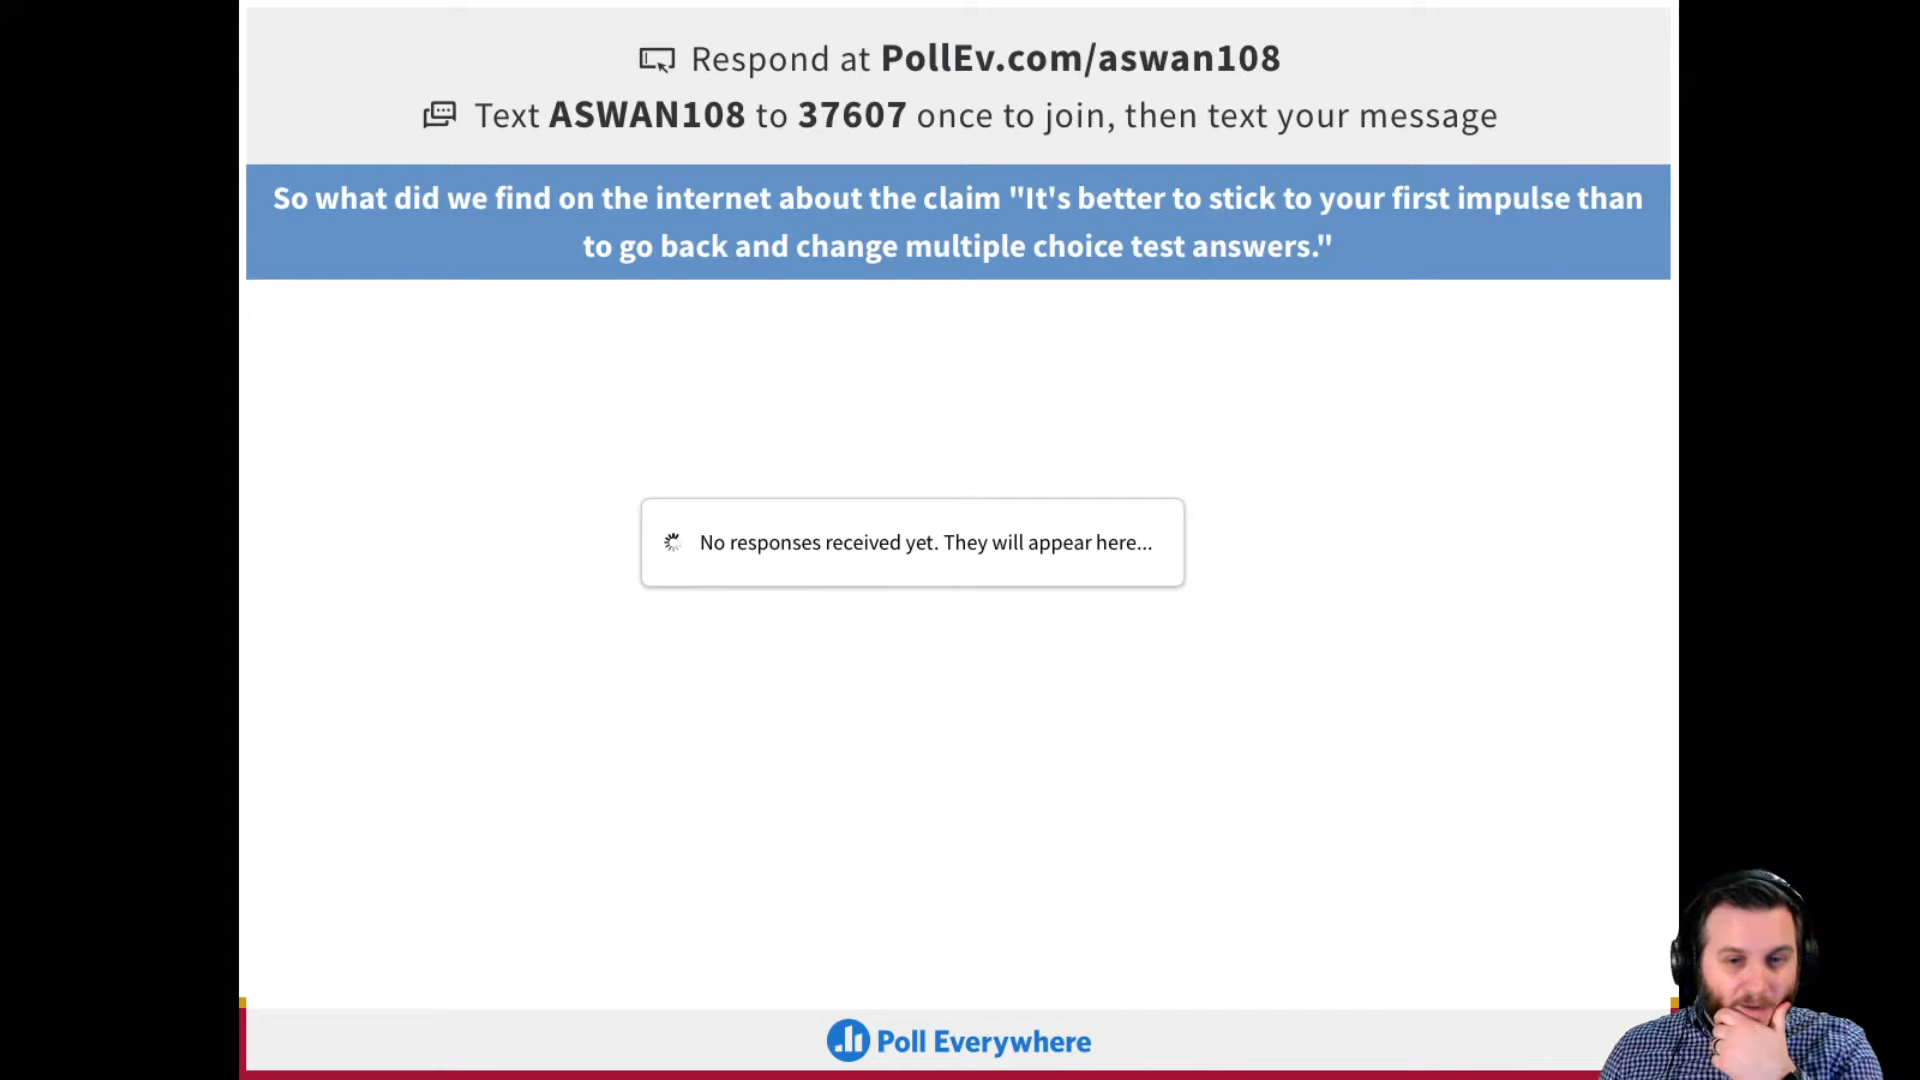 Respond at PollEv.com/aswan108
Text ASWAN108 to 37607 once to join, then text your message
So what did we find on the internet about the claim "It's better to stick to your first impulse than
to go back and change multiple choice test answers."
No responses received yet. They will appear here...
Poll Everywhere